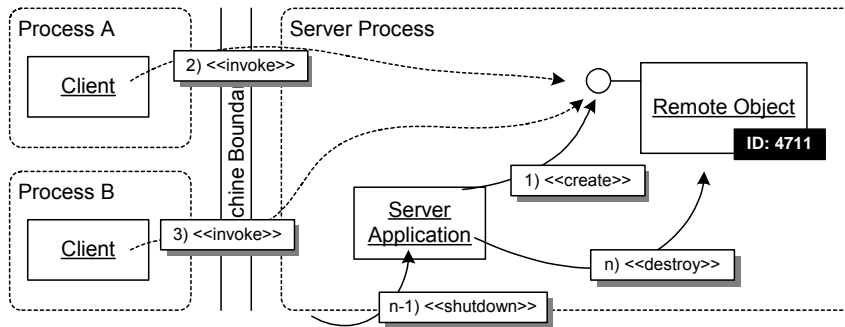 Process A
Server Process
2) <<invoke>>
Client
Remote Object
ID: 4711
chine Bounda
1) <<create>>
Process B
Server
Application
Client
3) <<invoke>>
n) <<destroy>>
n-1) <<shutdown>>